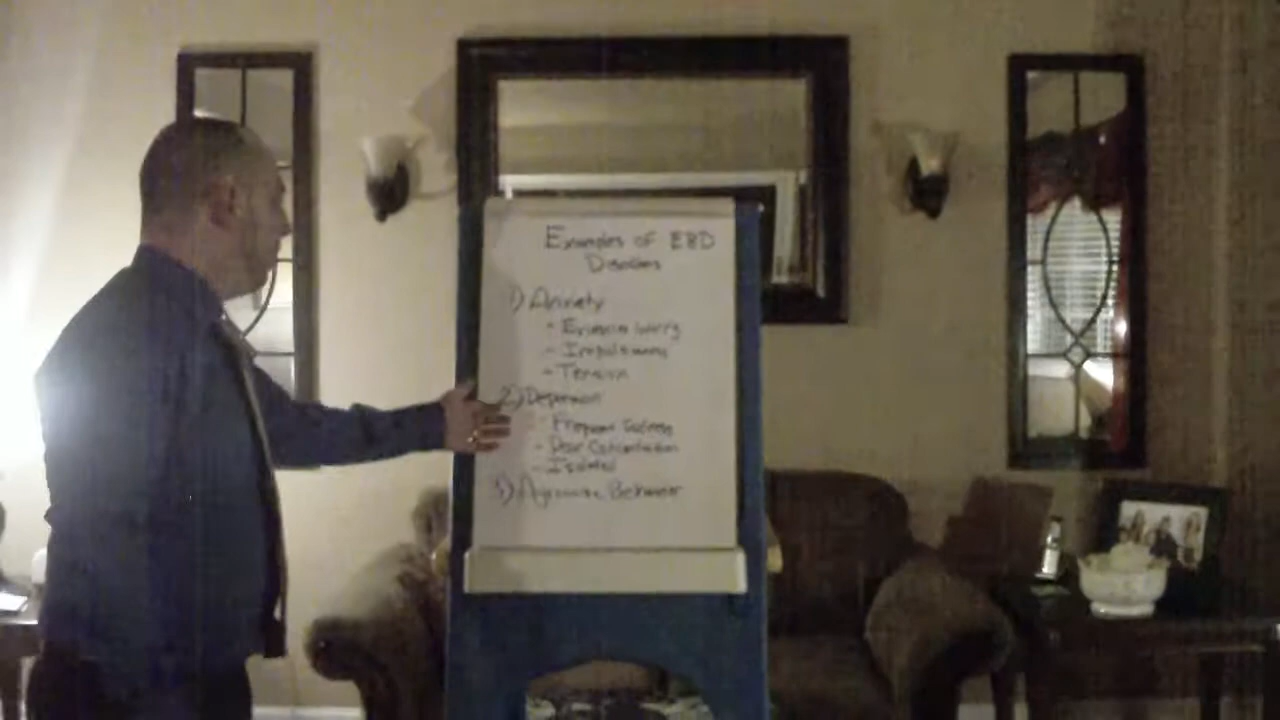 Examples of EBD
Disorders
1) Anxiety
- Excessive worry
- Impulsiveness
- Tension
2) Depression
- Frequent Sadness
- Poor Concentration
- Isolated
3) Aggressive Behavior